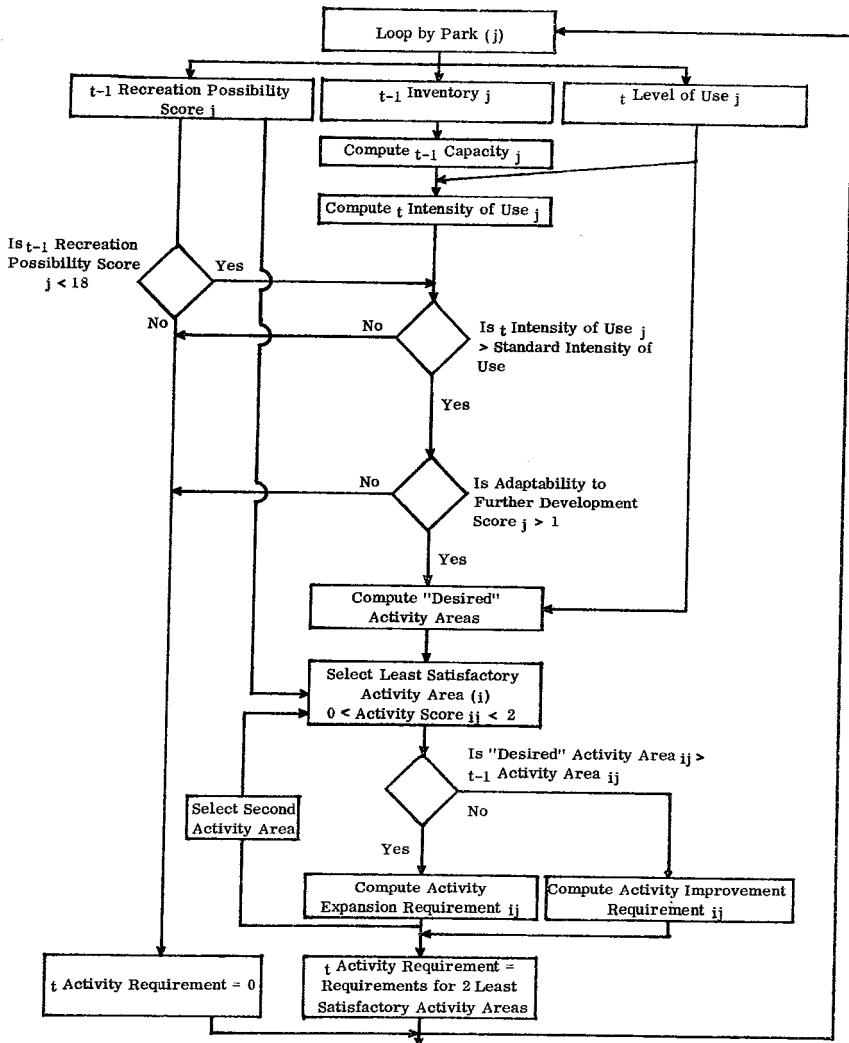 Loop by Park (j)
t-1 Recreation Possibility
Score j
t-1 Inventory j
t Level of Use j
Compute t-1 Capacity j
Compute t Intensity of Use j
Is t-1 Recreation
Possibility Score
j < 18
Yes
No
No
Is t Intensity of Use j
> Standard Intensity of
Use
Yes
No
Is Adaptability to
Further Development
Score j > 1
Yes
Compute "Desired"
Activity Areas
Select Least Satisfactory
Activity Area (i)
0 < Activity Score ij < 2
Is "Desired" Activity Area ij >
t-1 Activity Area ij
Select Second
Activity Area
No
Yes
Compute Activity
Expansion Requirement ij
Compute Activity Improvement
Requirement ij
t Activity Requirement = 0
t Activity Requirement =
Requirements for 2 Least
Satisfactory Activity Areas